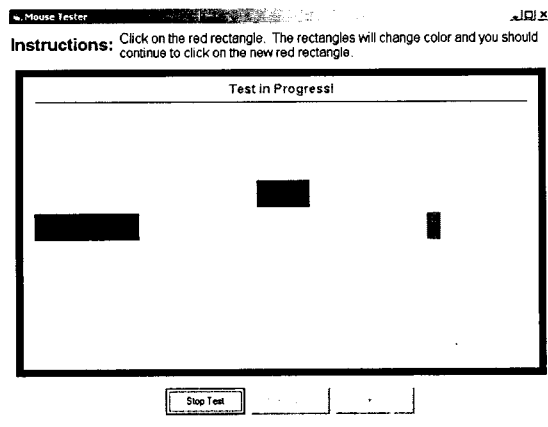 Mouse Tester
Instructions: Click on the red rectangle. The rectangles will change color and you should
continue to click on the new red rectangle.
Test in Progress!
Stop Test